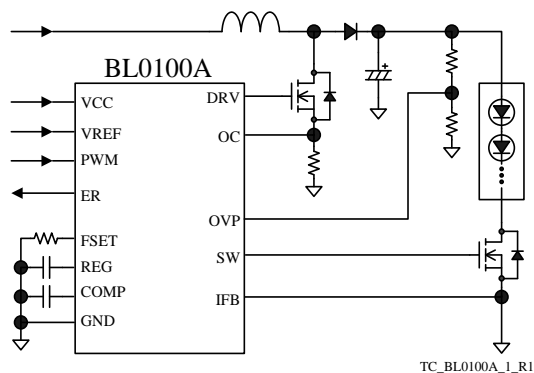 BL0100A
VCC
VREF
PWM
ER
FSET
REG
COMP
GND
DRV
OC
OVP
SW
IFB
+
TC_BL0100A_1_R1